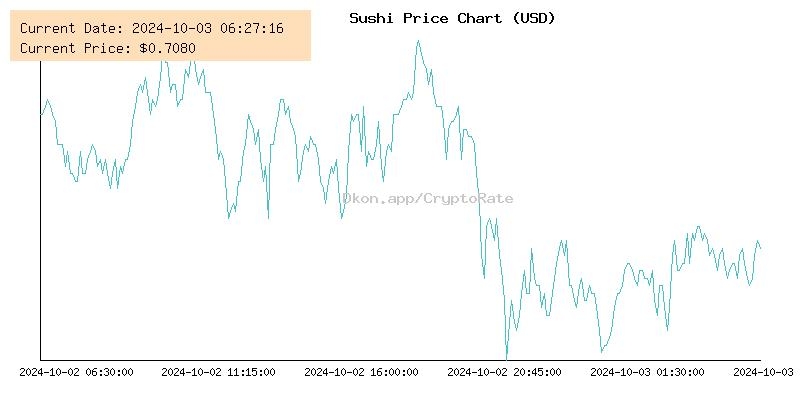 Sushi Price Chart (USD)
Current Date: 2024-10-03 06:27:16
Current Price: $0.7080
Dkon.app/CryptoRate
2024-10-02 06:30:00 2024-10-02 11:15:00 2024-10-02 16:00:00 2024-10-02 20:45:00 2024-10-03 01:30:00 2024-10-03